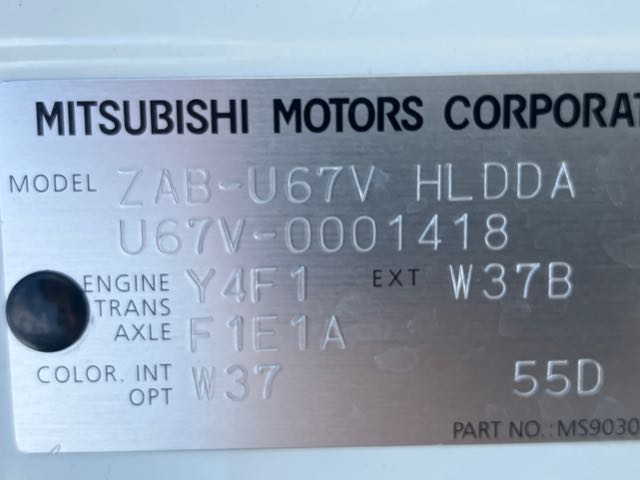 MITSUBISHI MOTORS CORPORAT
MODEL ZAB-U67V HLDDA
U67V-0001418
ENGINE Y4F1 EXT W37B
TRANS
AXLE F1E1A
COLOR. INT W37 55D
OPT
PART NO.:MS9030